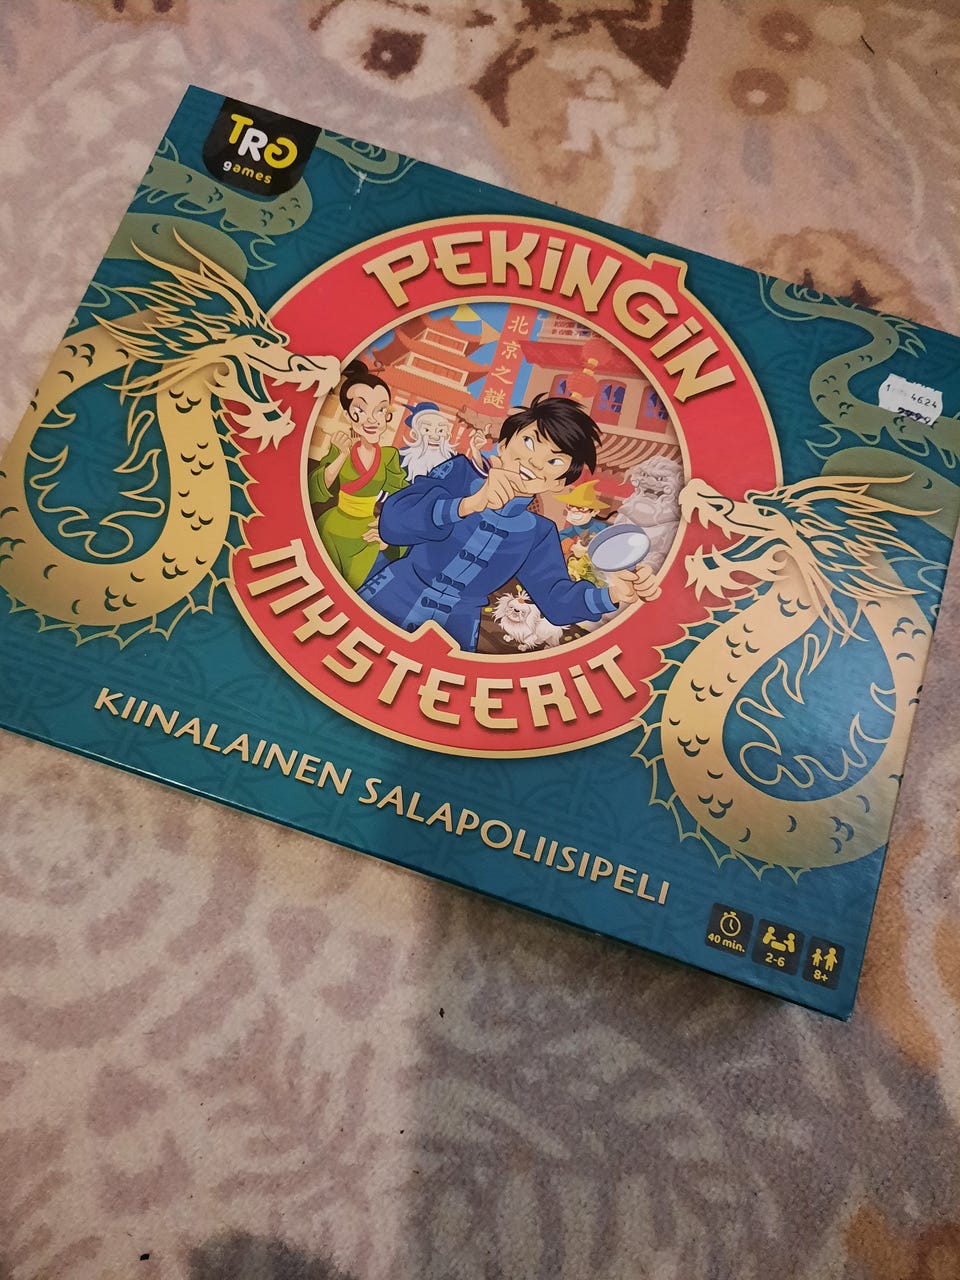 TRG
games
PEKINGIN
北京之謎
MYSTEERIT
KIINALAINEN SALAPOLIISIPELI
40 min.
2-6
8+